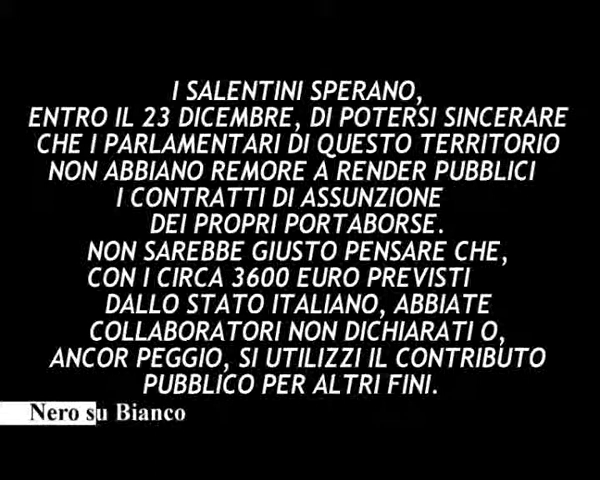 I SALENTINI SPERANO,
ENTRO IL 23 DICEMBRE, DI POTERSI SINCERARE
CHE I PARLAMENTARI DI QUESTO TERRITORIO
NON ABBIANO REMORE A RENDER PUBBLICI
I CONTRATTI DI ASSUNZIONE
DEI PROPRI PORTABORSE.
NON SAREBBE GIUSTO PENSARE CHE,
CON I CIRCA 3600 EURO PREVISTI
DALLO STATO ITALIANO, ABBIATE
COLLABORATORI NON DICHIARATI O,
ANCOR PEGGIO, SI UTILIZZI IL CONTRIBUTO
PUBBLICO PER ALTRI FINI.
Nero su Bianco